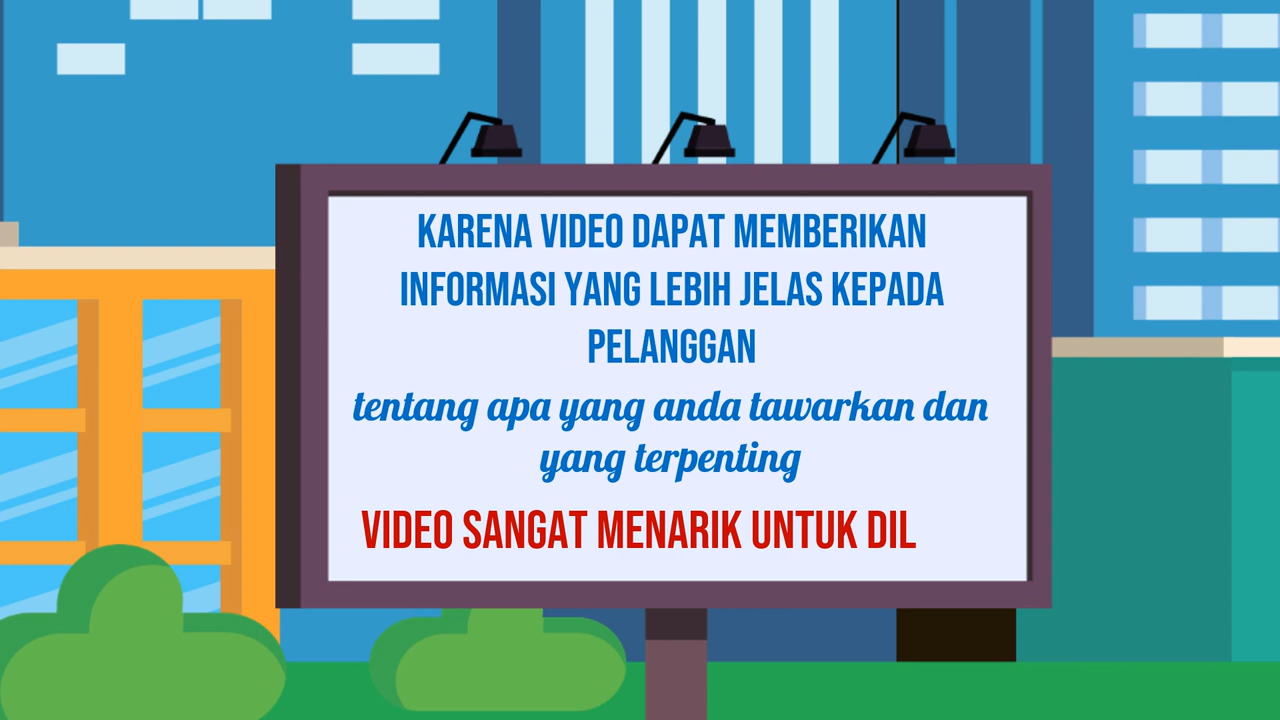 KARENA VIDEO DAPAT MEMBERIKAN
INFORMASI YANG LEBIH JELAS KEPADA
PELANGGAN
tentang apa yang anda tawarkan dan
yang terpenting
VIDEO SANGAT MENARIK UNTUK DIL